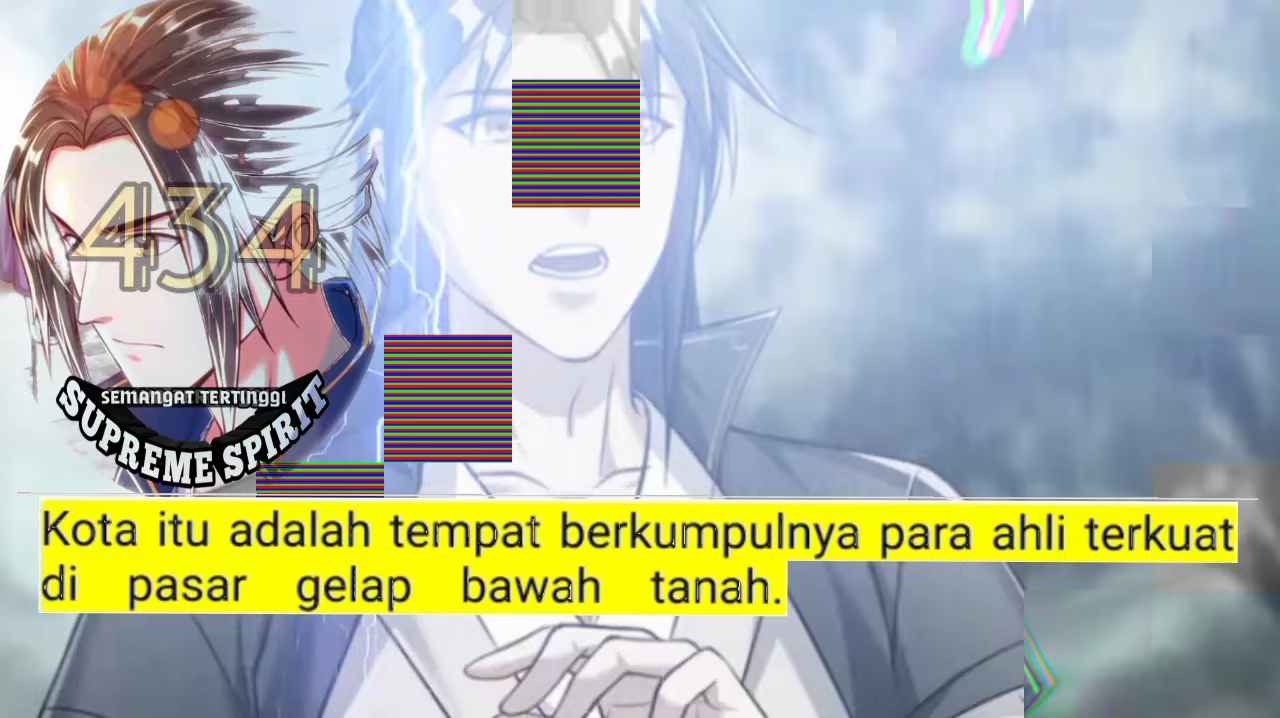 434
SEMANGAT TERTINGGI
SUPREME SPIRIT
Kota itu adalah tempat berkumpulnya para ahli terkuat
di pasar gelap bawah tanah.